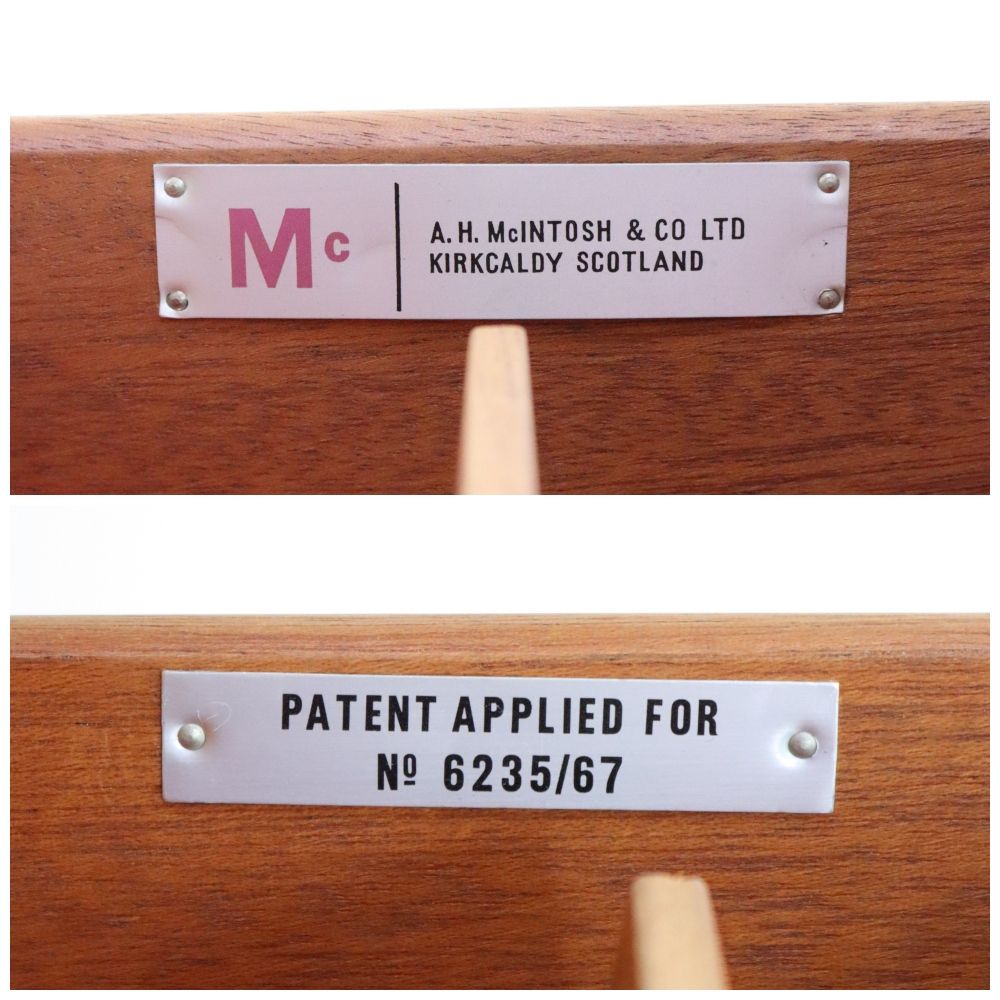 Mc
A.H. McINTOSH & CO LTD
KIRKCALDY SCOTLAND
PATENT APPLIED FOR
Nº 6235/67